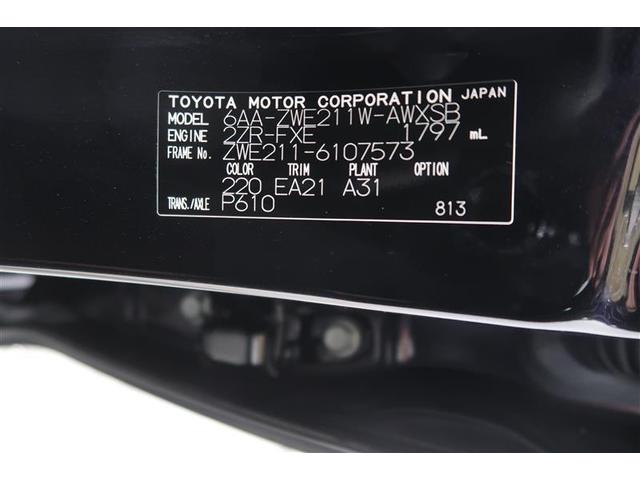 TOYOTA MOTOR CORPORATION JAPAN
MODEL 6AA-ZWE211W-AWXSB
ENGINE 2ZR-FXE 1797 mL
FRAME No. ZWE211-6107573
COLOR TRIM PLANT OPTION
220 EA21 A31
TRANS./AXLE P610 813